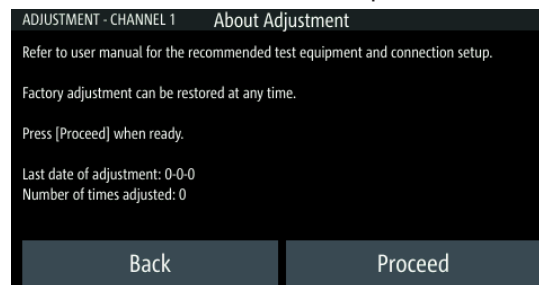 ADJUSTMENT - CHANNEL 1 About Adjustment
Refer to user manual for the recommended test equipment and connection setup.
Factory adjustment can be restored at any time.
Press [Proceed] when ready.
Last date of adjustment: 0-0-0
Number of times adjusted: 0
Back Proceed